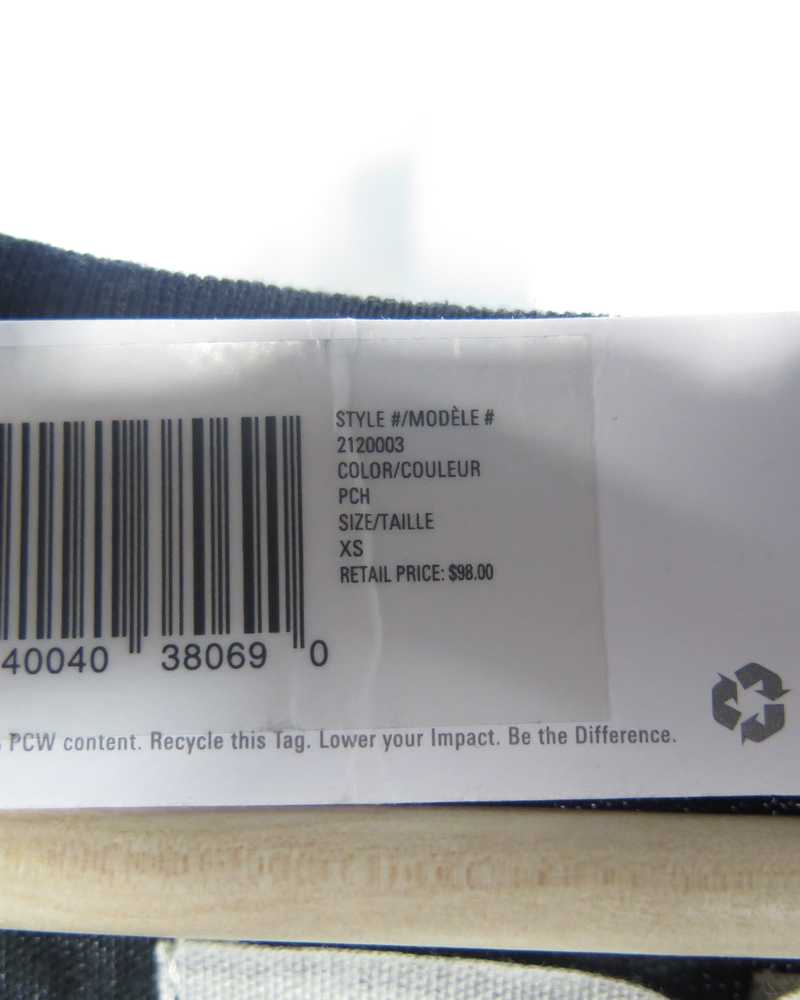 STYLE #/MODÈLE #
2120003
COLOR/COULEUR
PCH
SIZE/TAILLE
XS
RETAIL PRICE: $98.00
40040 38069 0
PCW content. Recycle this Tag. Lower your Impact. Be the Difference.